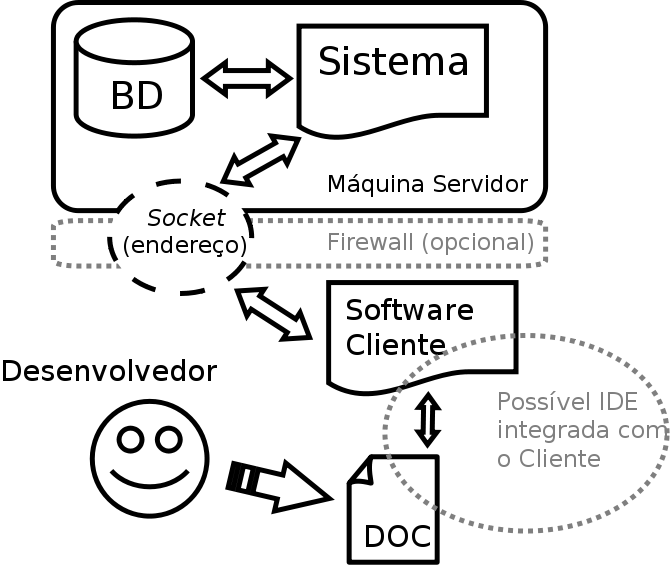 BD
Sistema
Máquina Servidor
Socket
(endereço)
Firewall (opcional)
Software
Cliente
Desenvolvedor
Possível IDE
integrada com
o Cliente
DOC